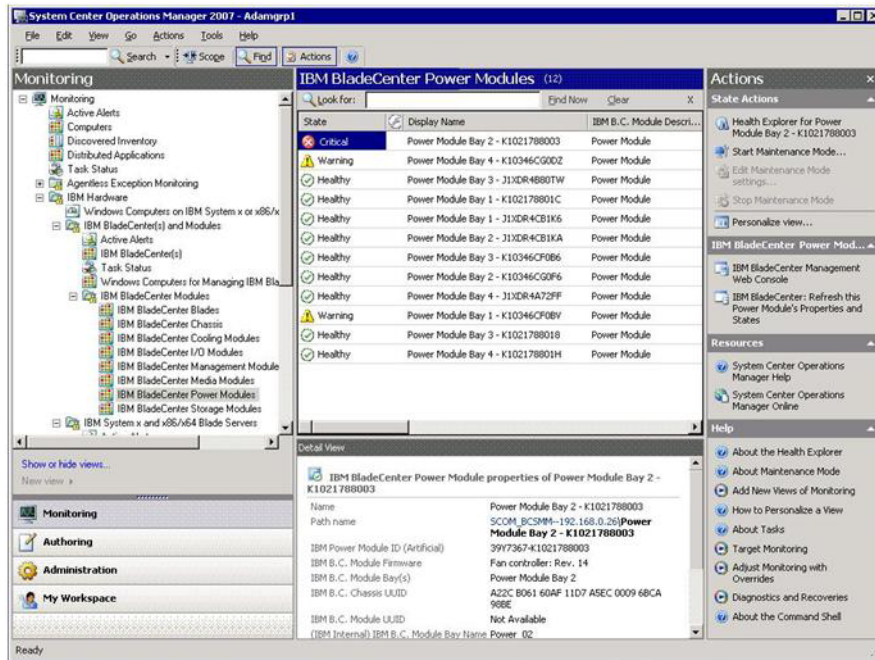 System Center Operations Manager 2007 - Adamgrp1
File Edit View Go Actions Tools Help
Search Scope Find Actions
Monitoring
Monitoring
Active Alerts
Computers
Discovered Inventory
Distributed Applications
Task Status
Agentless Exception Monitoring
IBM Hardware
Windows Computers on IBM System x or x86/x
IBM BladeCenter(s) and Modules
Active Alerts
IBM BladeCenter(s)
Task Status
Windows Computers for Managing IBM Bla
IBM BladeCenter Modules
IBM BladeCenter Blades
IBM BladeCenter Chassis
IBM BladeCenter Cooling Modules
IBM BladeCenter I/O Modules
IBM BladeCenter Management Module
IBM BladeCenter Media Modules
IBM BladeCenter Power Modules
IBM BladeCenter Storage Modules
IBM System x and x86/x64 Blade Servers
Show or hide views...
New view
Monitoring
Authoring
Administration
My Workspace
Ready
IBM BladeCenter Power Modules (12)
Look for: Find Now Clear X
State Display Name IBM B.C. Module Descri...
Critical Power Module Bay 2 - K1021788003 Power Module
Warning Power Module Bay 4 - K10346CG0DZ Power Module
Healthy Power Module Bay 3 - J1XDR4B80TW Power Module
Healthy Power Module Bay 1 - K102178801C Power Module
Healthy Power Module Bay 1 - J1XDR4CB1K6 Power Module
Healthy Power Module Bay 2 - J1XDR4CB1KA Power Module
Healthy Power Module Bay 3 - K10346CF0B6 Power Module
Healthy Power Module Bay 2 - K10346CG0F6 Power Module
Healthy Power Module Bay 4 - J1XDR4A72FF Power Module
Warning Power Module Bay 1 - K10346CF0BV Power Module
Healthy Power Module Bay 3 - K102178801B Power Module
Healthy Power Module Bay 4 - K102178801H Power Module
Detail View
IBM BladeCenter Power Module properties of Power Module Bay 2 -
K1021788003
Name Power Module Bay 2 - K1021788003
Path name SCOM_BCSMM--192.168.0.26\Power
Module Bay 2 - K1021788003
IBM Power Module ID (Artificial) 39Y7367-K1021788003
IBM B.C. Module Firmware Fan controller: Rev. 14
IBM B.C. Module Bay(s) Power Module Bay 2
IBM B.C. Chassis UUID A22C B061 60AF 11D7 A5EC 0009 6BCA
98BE
IBM B.C. Module UUID Not Available
(IBM Internal) IBM B.C. Module Bay Name Power 02
Actions x
State Actions
Health Explorer for Power
Module Bay 2 - K1021788003
Start Maintenance Mode...
Edit Maintenance Mode
settings...
Stop Maintenance Mode
Personalize view...
IBM BladeCenter Power Mod...
IBM BladeCenter Management
Web Console
IBM BladeCenter: Refresh this
Power Module's Properties and
States
Resources
System Center Operations
Manager Help
System Center Operations
Manager Online
Help
About the Health Explorer
About Maintenance Mode
Add New Views of Monitoring
How to Personalize a View
About Tasks
Target Monitoring
Adjust Monitoring with
Overrides
Diagnostics and Recoveries
About the Command Shell